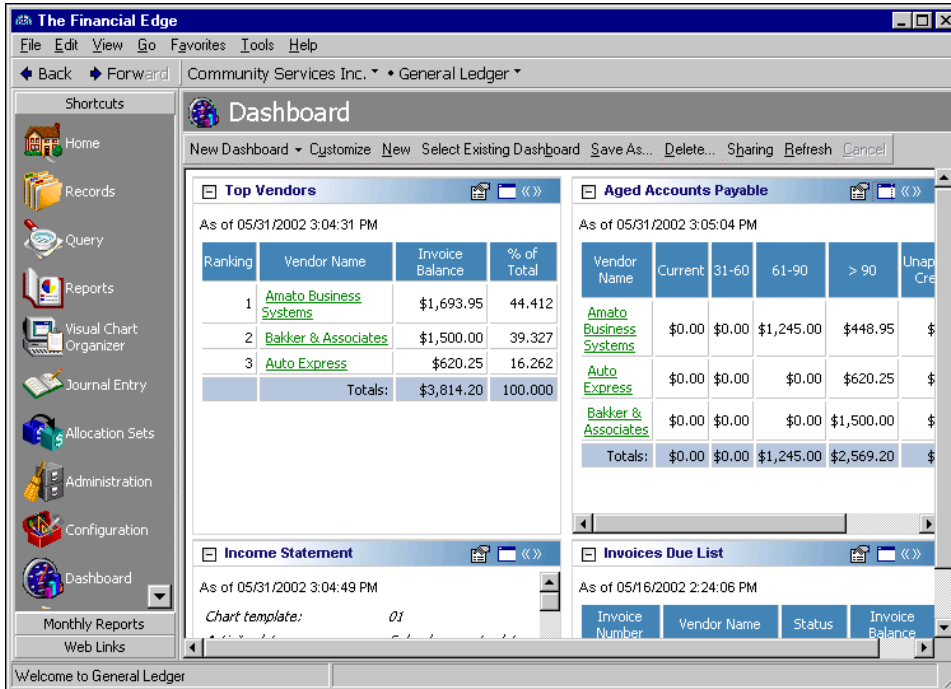 The Financial Edge
File Edit View Go Favorites Tools Help
Back Forward Community Services Inc. • General Ledger
Shortcuts
Home
Records
Query
Reports
Visual Chart
Organizer
Journal Entry
Allocation Sets
Administration
Configuration
Dashboard
Monthly Reports
Web Links
Dashboard
New Dashboard Customize New Select Existing Dashboard Save As... Delete... Sharing Refresh Cancel
Top Vendors
As of 05/31/2002 3:04:31 PM
Ranking Vendor Name Invoice Balance % of Total
1 Amato Business Systems $1,693.95 44.412
2 Bakker & Associates $1,500.00 39.327
3 Auto Express $620.25 16.262
Totals: $3,814.20 100.000
Aged Accounts Payable
As of 05/31/2002 3:05:04 PM
Vendor Name Current 31-60 61-90 > 90
Amato Business Systems $0.00 $0.00 $1,245.00 $448.95 $
Auto Express $0.00 $0.00 $0.00 $620.25 $
Bakker & Associates $0.00 $0.00 $0.00 $1,500.00 $
Totals: $0.00 $0.00 $1,245.00 $2,569.20 $
Income Statement
As of 05/31/2002 3:04:49 PM
Chart template: 01
Invoices Due List
As of 05/16/2002 2:24:06 PM
Invoice Number Vendor Name Status Invoice Balance
Welcome to General Ledger